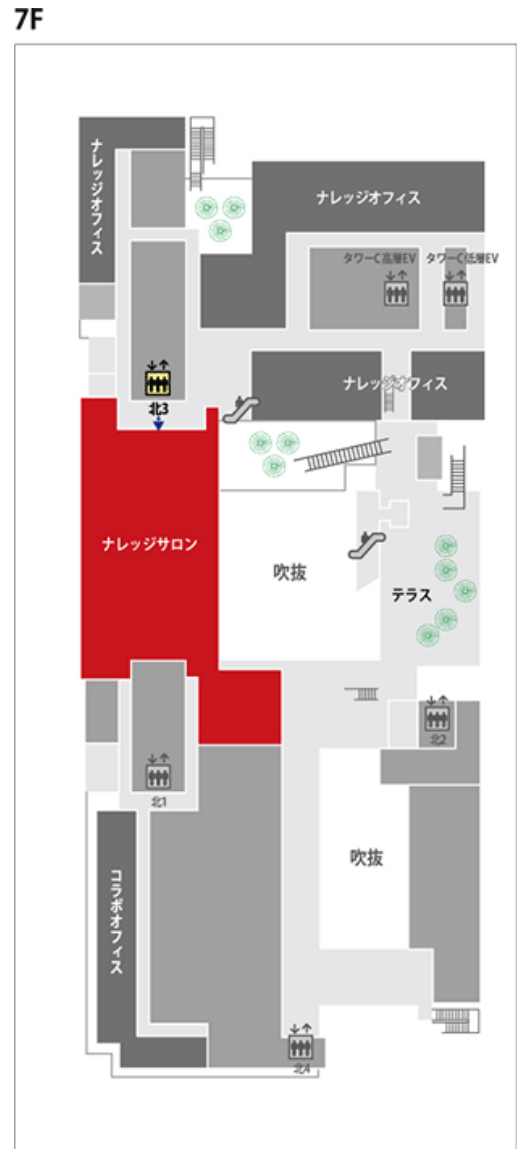 7F
ナレッジオフィス
ナレッジオフィス
タワーC高層EV
タワーC低層EV
ナレッジオフィス
北3
ナレッジサロン
吹抜
テラス
北2
北1
吹抜
コラボオフィス
北4